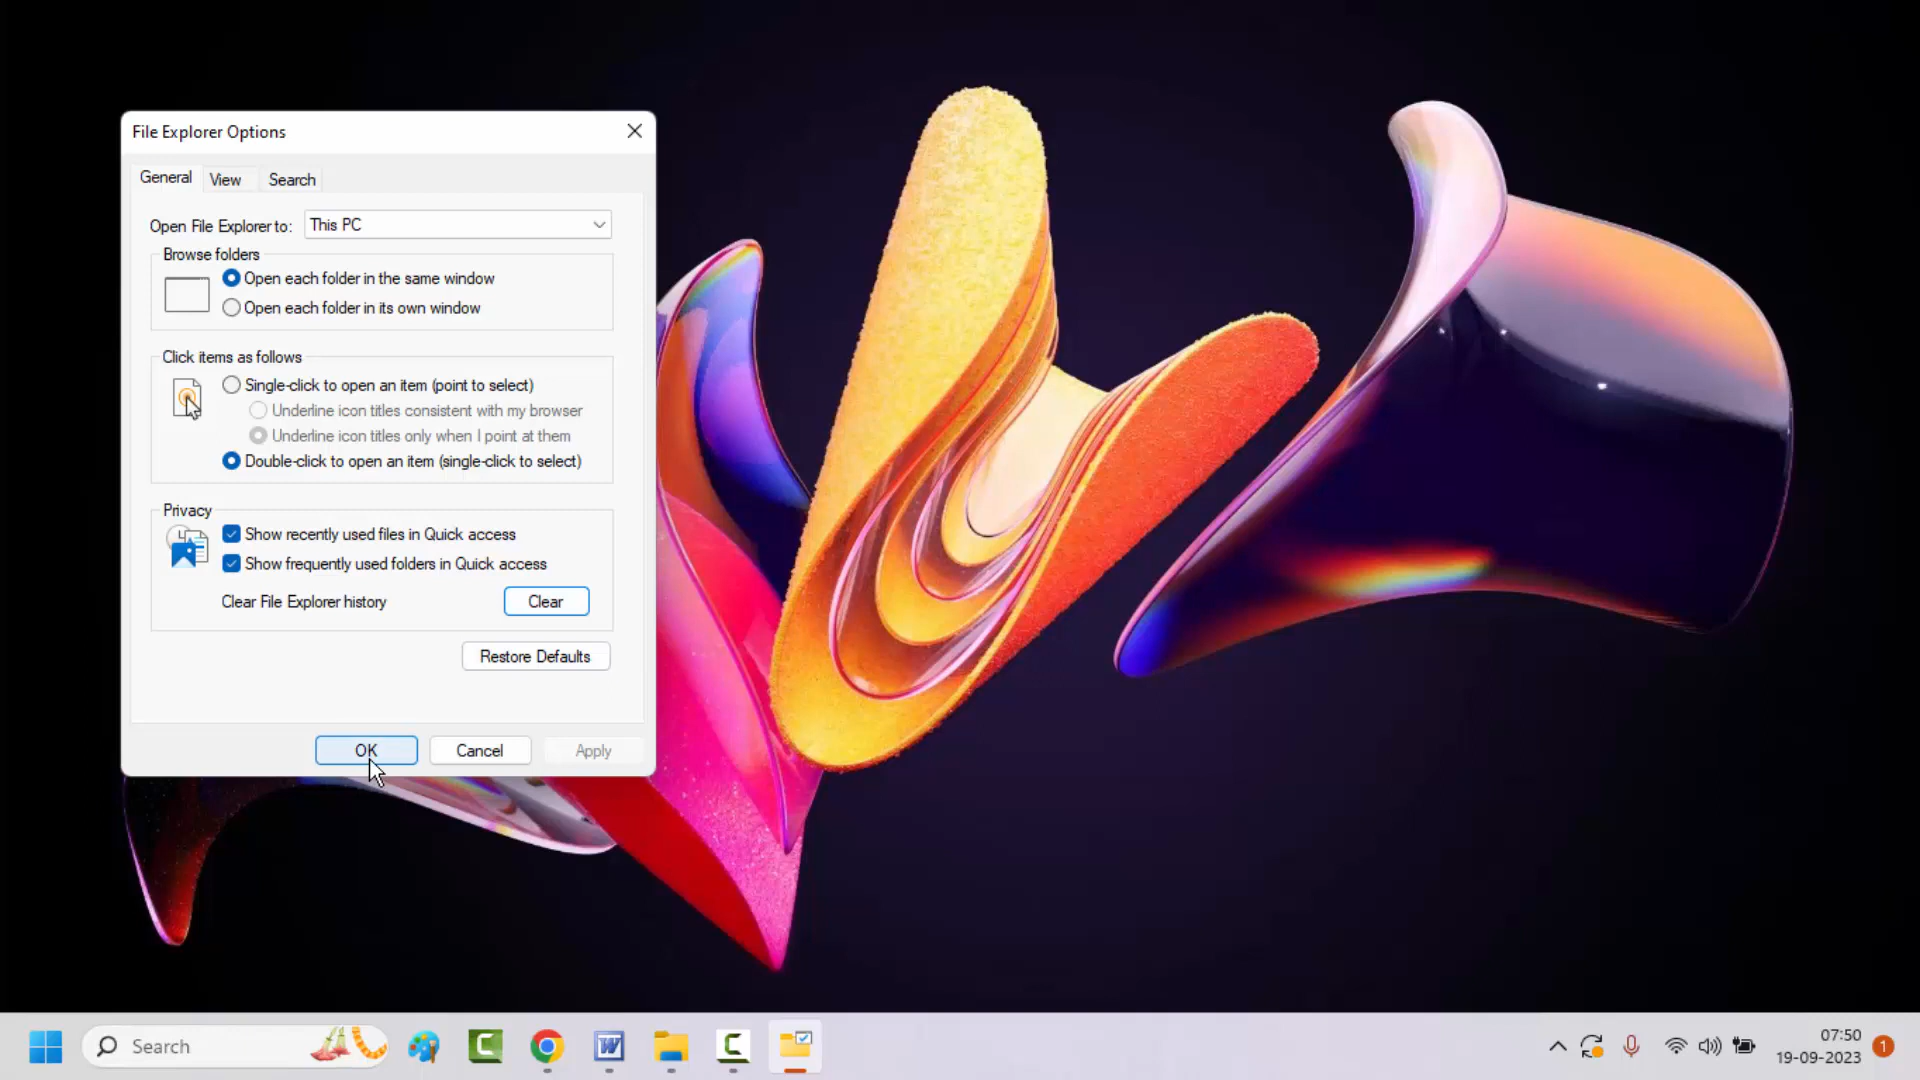 File Explorer Options
General
View
Search
Open File Explorer to:
This PC
Browse folders
Open each folder in the same window
Open each folder in its own window
Click items as follows
Single-click to open an item (point to select)
Underline icon titles consistent with my browser
Underline icon titles only when I point at them
Double-click to open an item (single-click to select)
Privacy
Show recently used files in Quick access
Show frequently used folders in Quick access
Clear File Explorer history
Clear
Restore Defaults
OK
Cancel
Apply
Search
07:50
19-09-2023
1